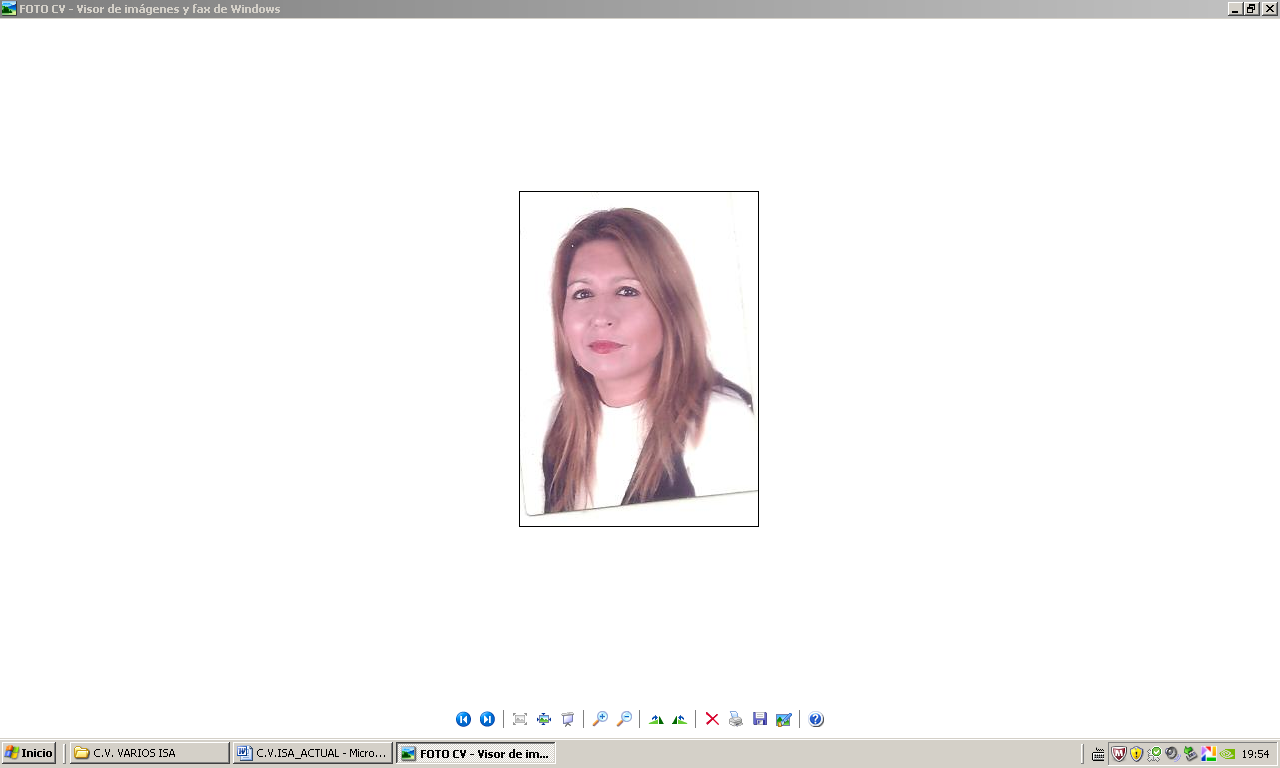 FOTO CV - Visor de imágenes y fax de Windows
Inicio
C.V. VARIOS ISA
C.V.ISA_ACTUAL - Micro...
FOTO CV - Visor de im...
19:54